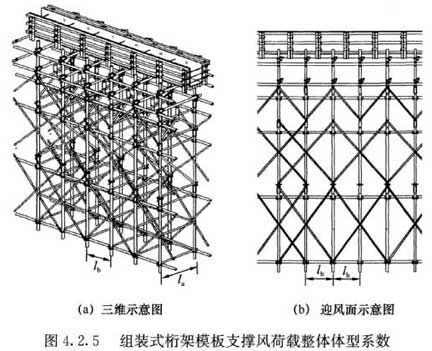 l_b
l_a
l_b l_b
(a) 三维示意图 (b) 迎风面示意图
图 4.2.5 组装式桁架模板支撑风荷载整体体型系数